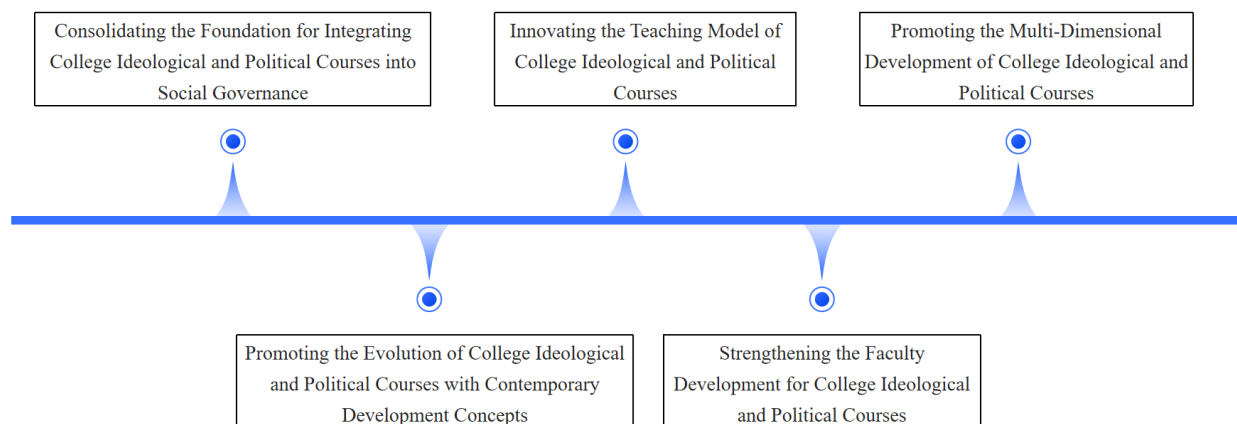 Consolidating the Foundation for Integrating
College Ideological and Political Courses into
Social Governance
Innovating the Teaching Model of
College Ideological and Political
Courses
Promoting the Multi-Dimensional
Development of College Ideological and
Political Courses
Promoting the Evolution of College Ideological
and Political Courses with Contemporary
Development Concepts
Strengthening the Faculty
Development for College Ideological
and Political Courses